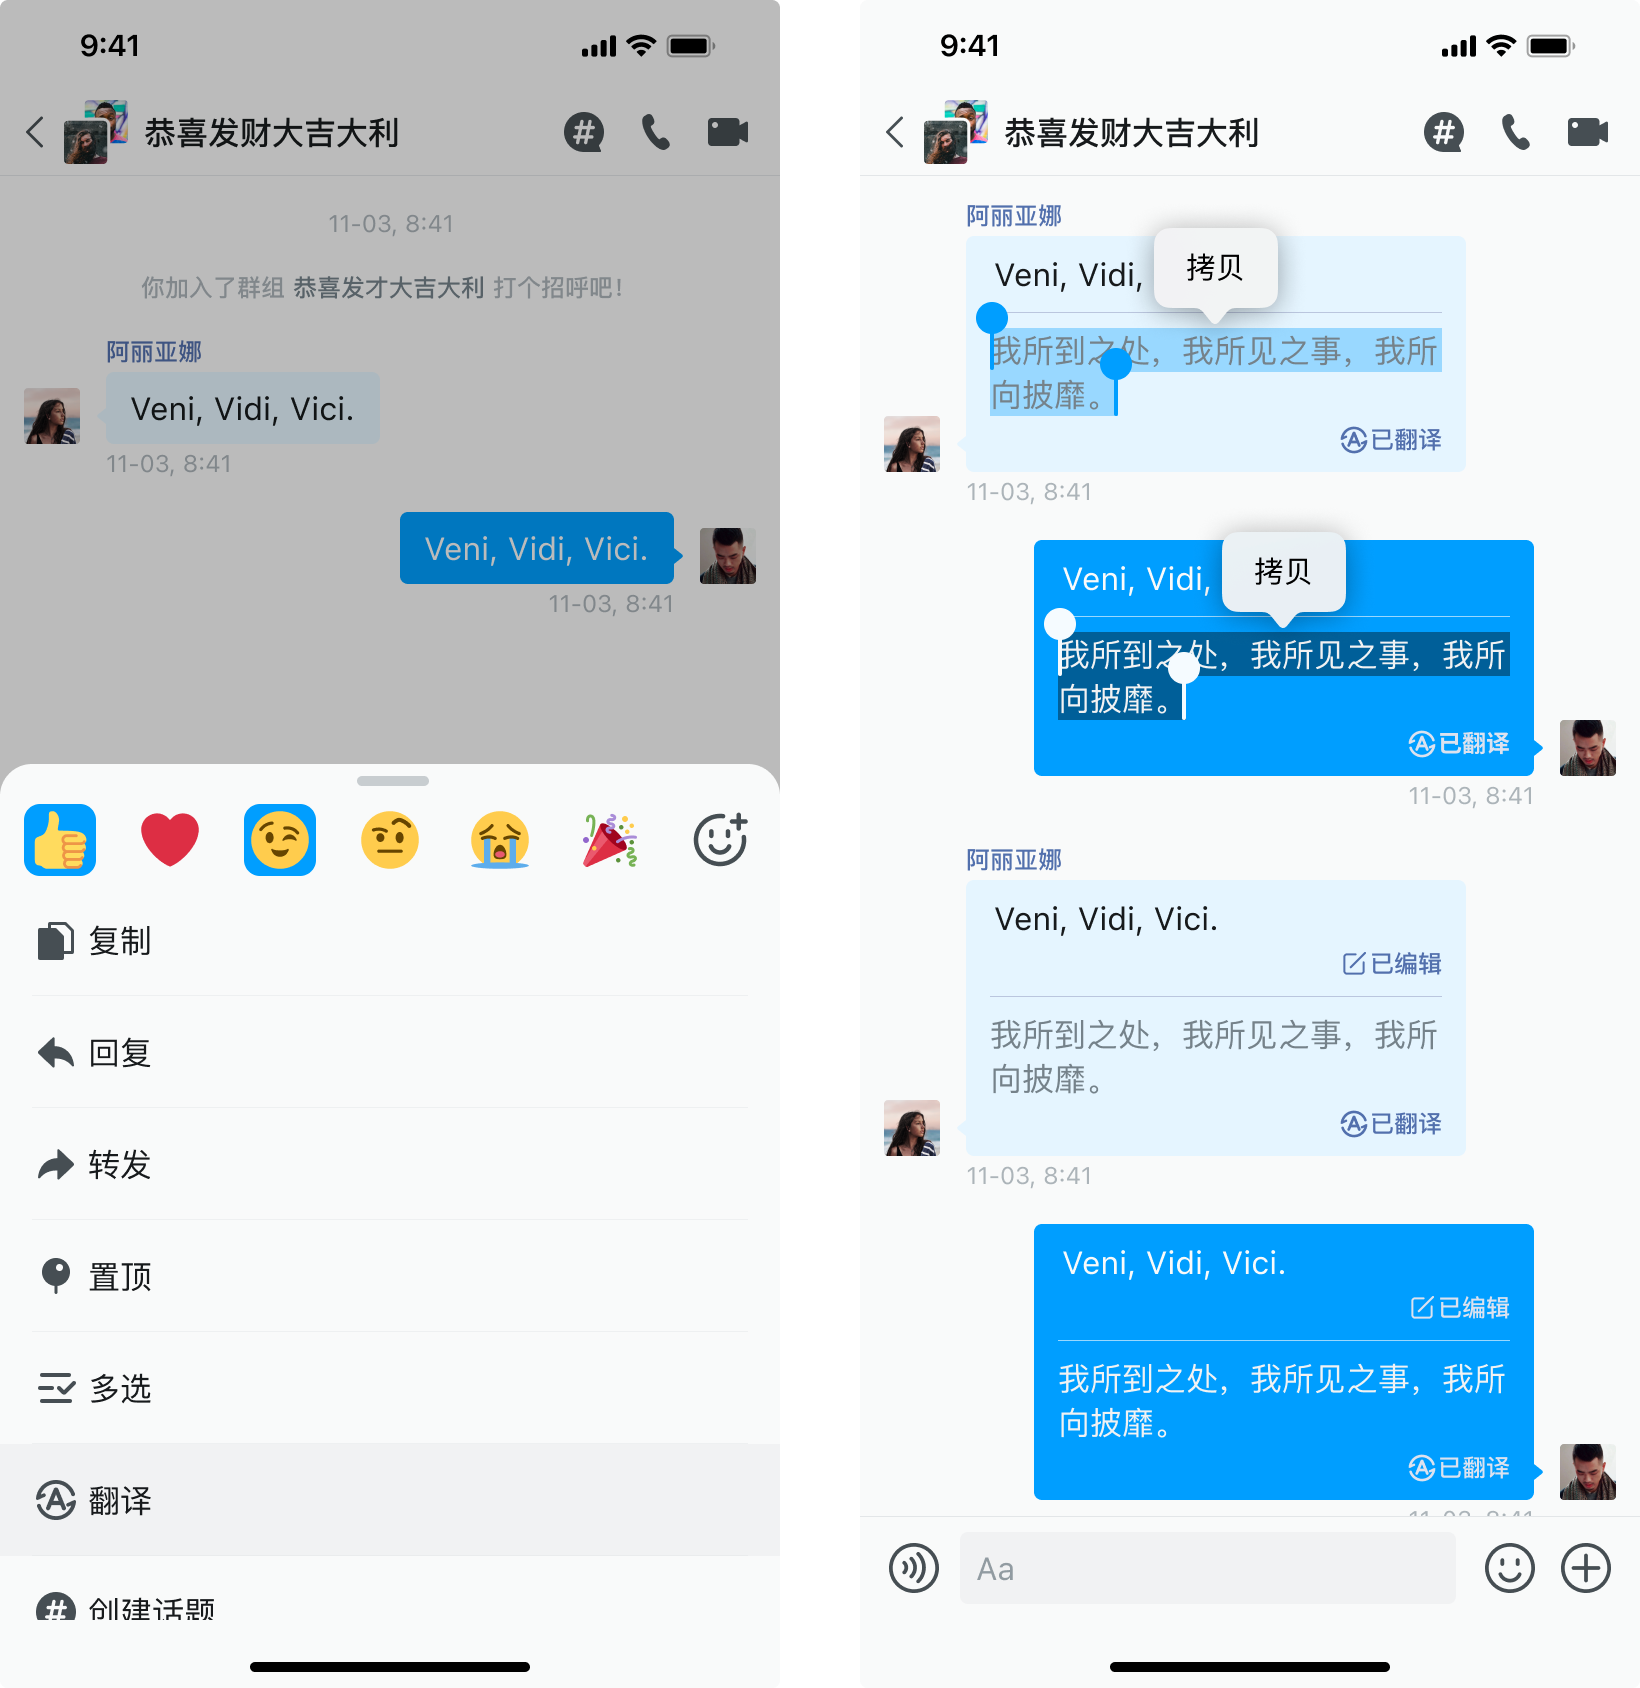 9:41
恭喜发财大吉大利
11-03, 8:41
你加入了群组 恭喜发才大吉大利 打个招呼吧！
阿丽亚娜
Veni, Vidi, Vici.
11-03, 8:41
Veni, Vidi, Vici.
11-03, 8:41
复制
回复
转发
置顶
多选
翻译
创建话题
9:41
恭喜发财大吉大利
阿丽亚娜
Veni, Vidi,
拷贝
我所到之处，我所见之事，我所
向披靡。
已翻译
11-03, 8:41
Veni, Vidi,
拷贝
我所到之处，我所见之事，我所
向披靡。
已翻译
11-03, 8:41
阿丽亚娜
Veni, Vidi, Vici.
已编辑
我所到之处，我所见之事，我所
向披靡。
已翻译
11-03, 8:41
Veni, Vidi, Vici.
已编辑
我所到之处，我所见之事，我所
向披靡。
已翻译
11-03, 8:41
Aa